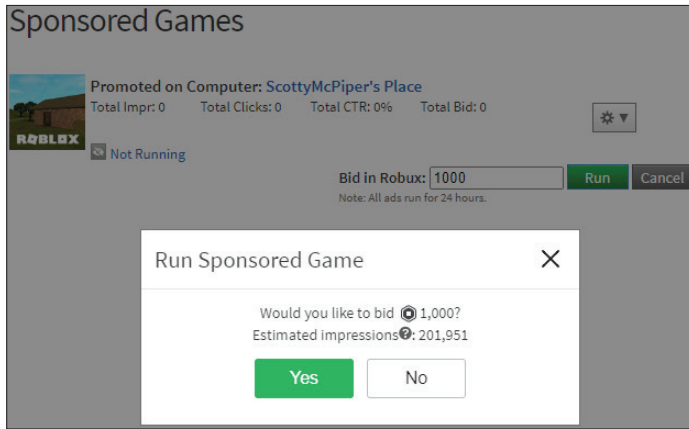 Sponsored Games
Promoted on Computer: ScottyMcPiper's Place
Total Impr: 0 Total Clicks: 0 Total CTR: 0% Total Bid: 0
ROBLOX
Not Running
Bid in Robux: 1000 Run Cancel
Note: All ads run for 24 hours.
Run Sponsored Game
Would you like to bid 1,000?
Estimated impressions?: 201,951
Yes No